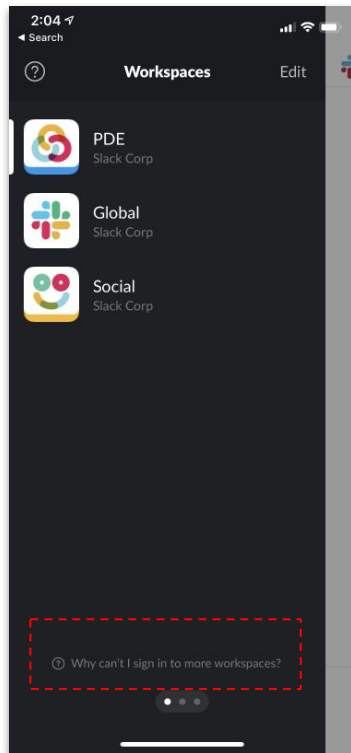 2:04
Search
Workspaces
Edit
PDE
Slack Corp
Global
Slack Corp
Social
Slack Corp
Why can't I sign in to more workspaces?